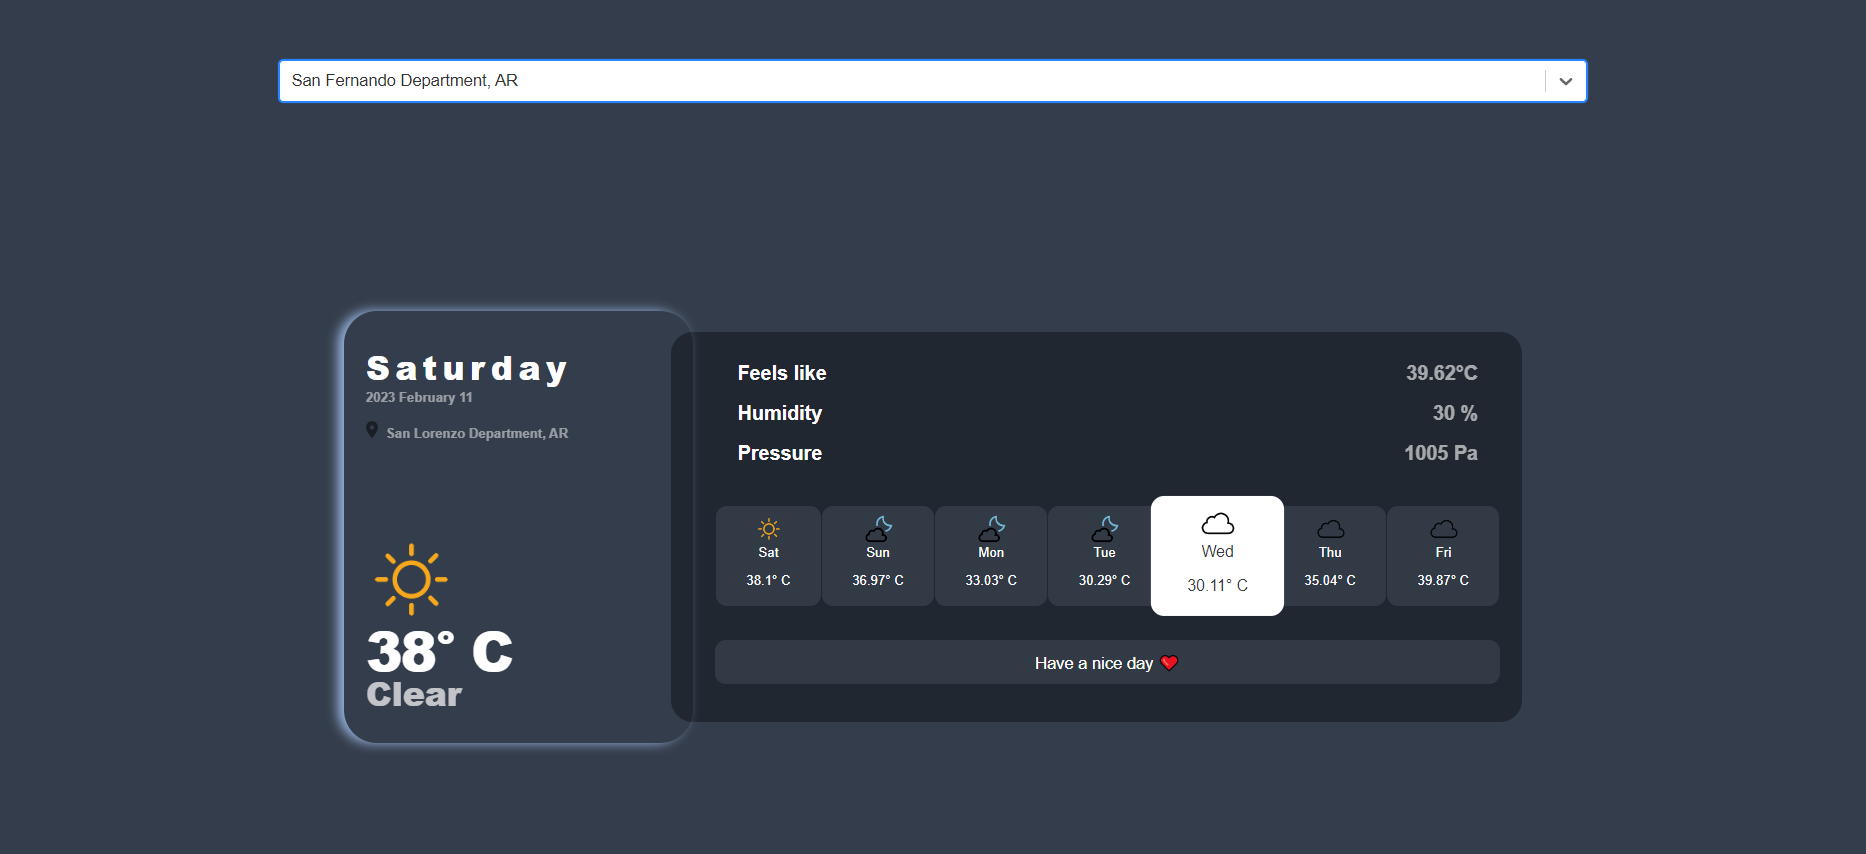 San Fernando Department, AR
Saturday
2023 February 11
San Lorenzo Department, AR
38° C
Clear
Feels like 39.62°C
Humidity 30 %
Pressure 1005 Pa
Sat Sun Mon Tue Wed Thu Fri
38.1° C 36.97° C 33.03° C 30.29° C 30.11° C 35.04° C 39.87° C
Have a nice day ❤️